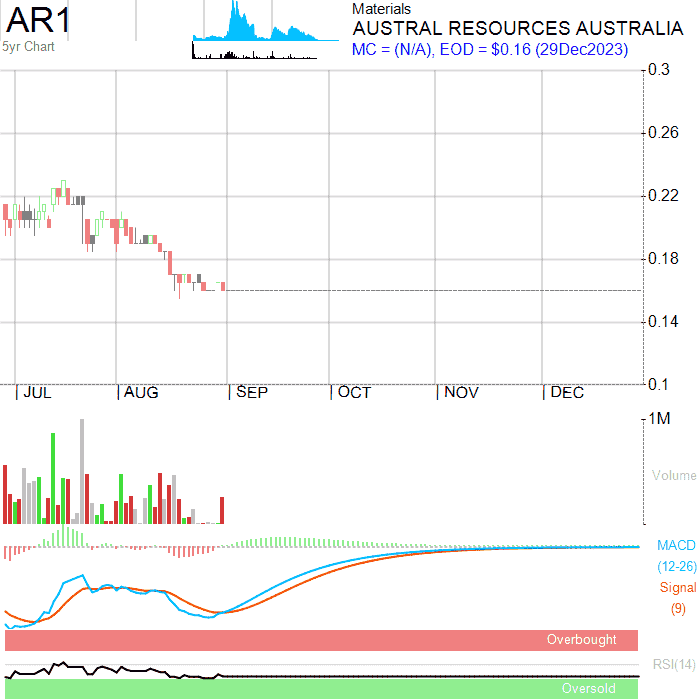 AR1
5yr Chart
Materials
AUSTRAL RESOURCES AUSTRALIA
MC = (N/A), EOD = $0.16 (29Dec2023)
0.3
0.26
0.22
0.18
0.14
0.1
JUL AUG SEP OCT NOV DEC
1M
Volume
MACD
(12-26)
Signal
(9)
Overbought
RSI(14)
Oversold